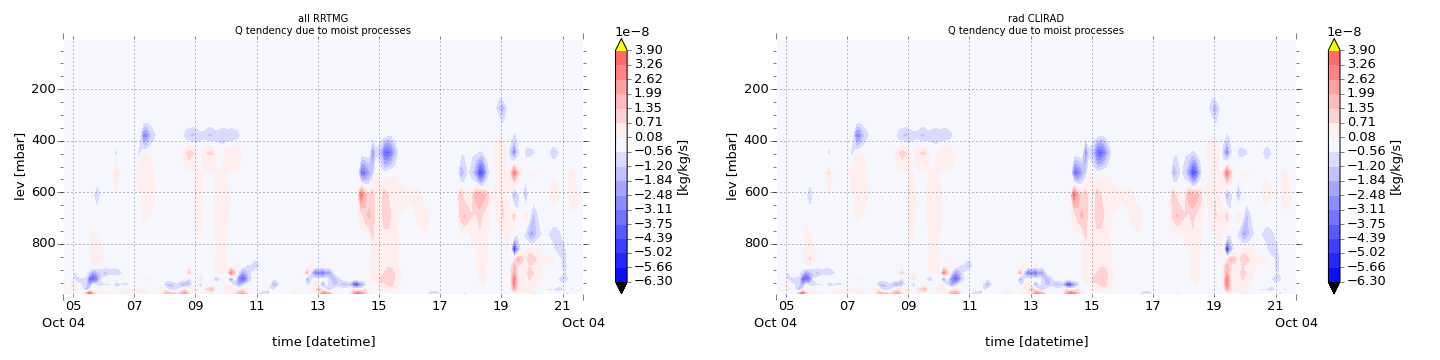 all RRTMG
Q tendency due to moist processes
1e−8
3.90
3.26
2.62
1.99
1.35
0.71
0.08
−0.56
−1.20
−1.84
−2.48
−3.11
−3.75
−4.39
−5.02
−5.66
−6.30
[kg/kg/s]
lev [mbar]
200
400
600
800
05 07 09 11 13 15 17 19 21
Oct 04 Oct 04
time [datetime]
rad CLIRAD
Q tendency due to moist processes
1e−8
3.90
3.26
2.62
1.99
1.35
0.71
0.08
−0.56
−1.20
−1.84
−2.48
−3.11
−3.75
−4.39
−5.02
−5.66
−6.30
[kg/kg/s]
lev [mbar]
200
400
600
800
05 07 09 11 13 15 17 19 21
Oct 04 Oct 04
time [datetime]